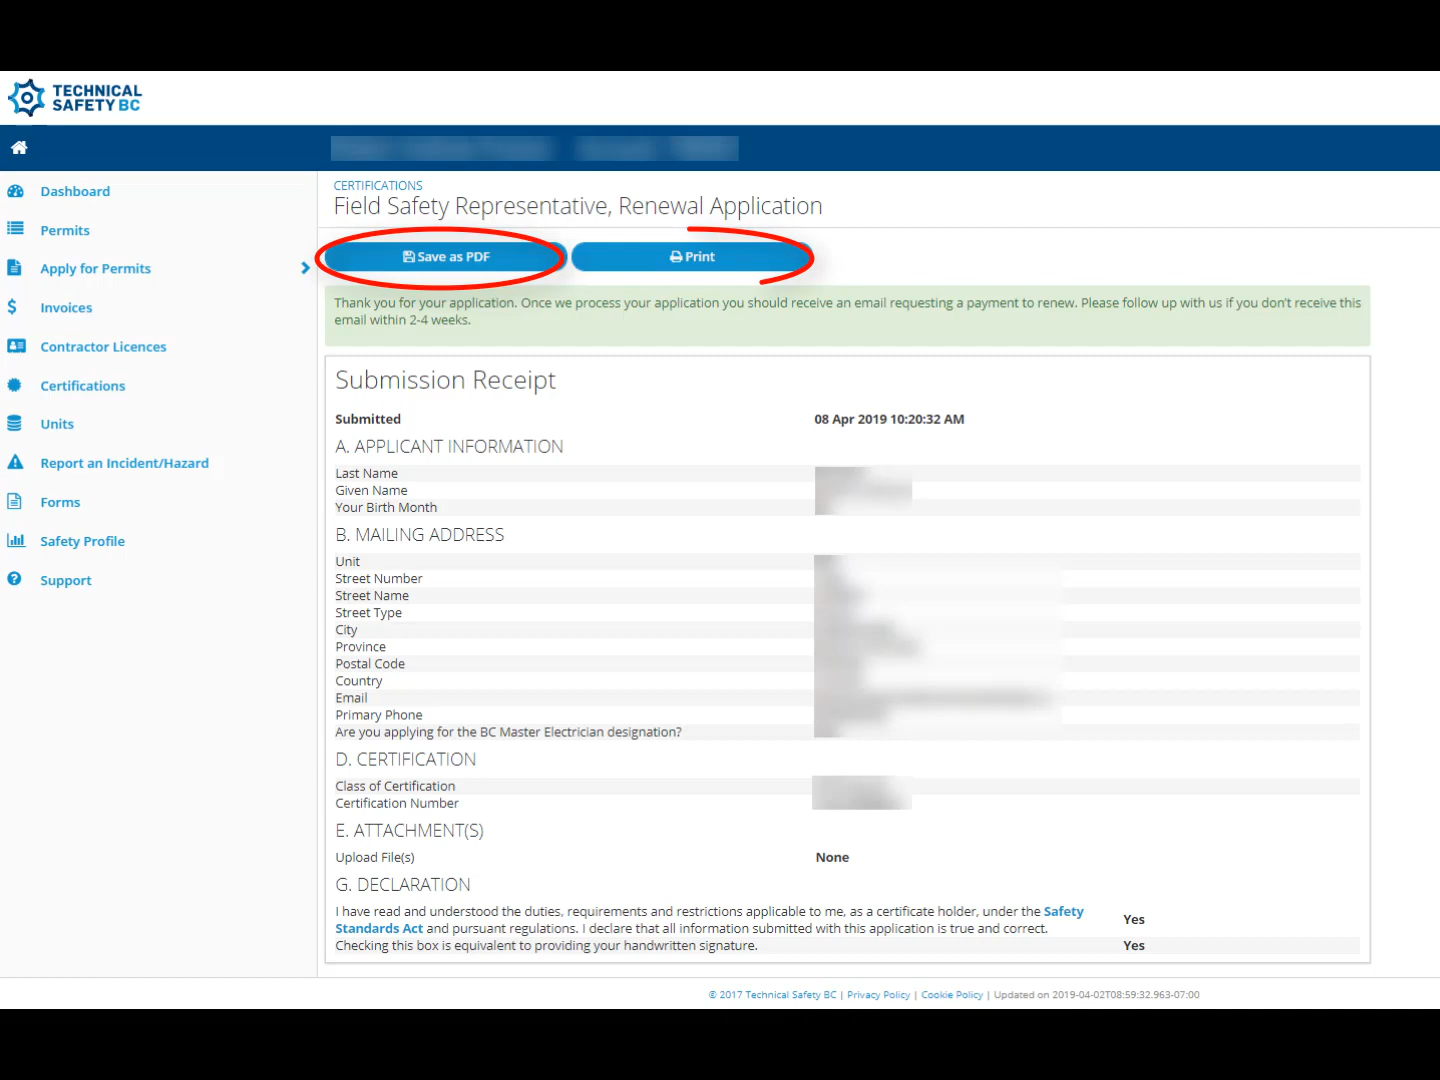 TECHNICAL
SAFETY BC
Dashboard
Permits
Apply for Permits
Invoices
Contractor Licences
Certifications
Units
Report an Incident/Hazard
Forms
Safety Profile
Support
CERTIFICATIONS
Field Safety Representative, Renewal Application
Save as PDF
Print
Thank you for your application. Once we process your application you should receive an email requesting a payment to renew. Please follow up with us if you don't receive this
email within 2-4 weeks.
Submission Receipt
Submitted 08 Apr 2019 10:20:32 AM
A. APPLICANT INFORMATION
Last Name
Given Name
Your Birth Month
B. MAILING ADDRESS
Unit
Street Number
Street Name
Street Type
City
Province
Postal Code
Country
Email
Primary Phone
Are you applying for the BC Master Electrician designation?
D. CERTIFICATION
Class of Certification
Certification Number
E. ATTACHMENT(S)
Upload File(s) None
G. DECLARATION
I have read and understood the duties, requirements and restrictions applicable to me, as a certificate holder, under the Safety
Standards Act and pursuant regulations. I declare that all information submitted with this application is true and correct. Yes
Checking this box is equivalent to providing your handwritten signature. Yes
© 2017 Technical Safety BC | Privacy Policy | Cookie Policy | Updated on 2019-04-02T08:59:32.963-07:00